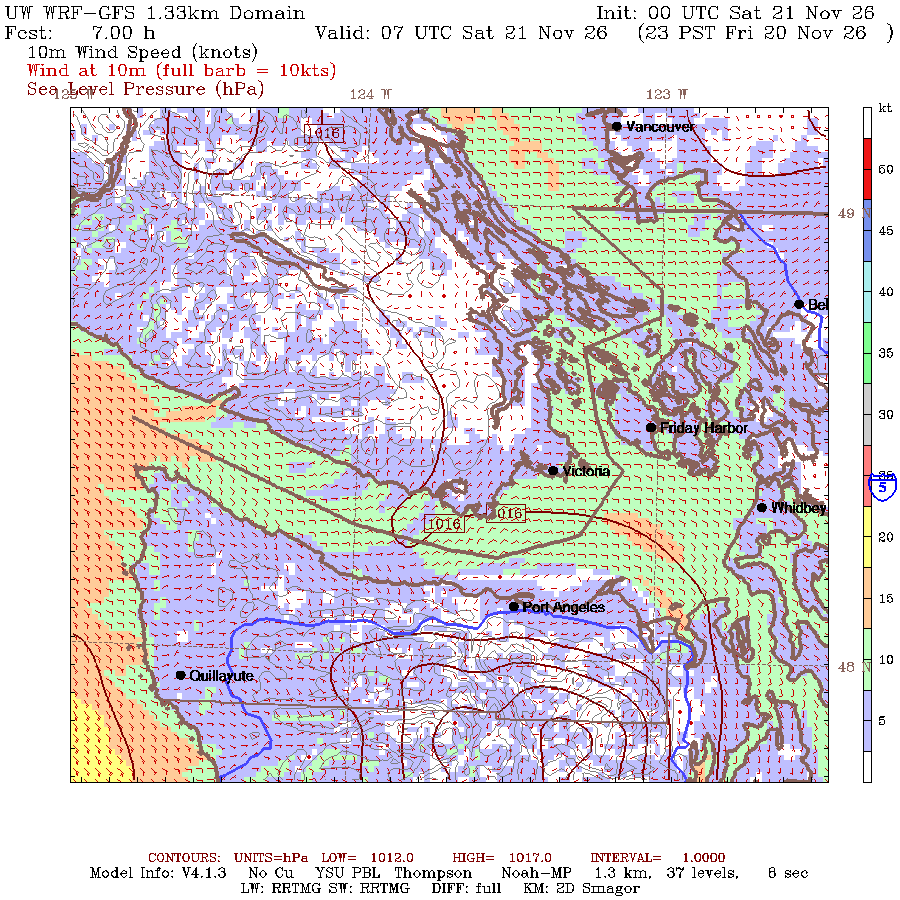 UW WRF-GFS 1.33km Domain Init: 00 UTC Sat 21 Nov 26
Fcst: 7.00 h Valid: 07 UTC Sat 21 Nov 26 (23 PST Fri 20 Nov 26 )
10m Wind Speed (knots)
Wind at 10m (full barb = 10kts)
Sea Level Pressure (hPa)
125 W 124 W 123 W
kt
1016
Vancouver
60
49 N
45
40
Bel
35
30
Friday Harbor
Victoria
25
5
1016
1016
Whidbey
20
15
Port Angeles
10
48 N
Quillayute
5
CONTOURS: UNITS=hPa LOW= 1012.0 HIGH= 1017.0 INTERVAL= 1.0000
Model Info: V4.1.3 No Cu YSU PBL Thompson Noah-MP 1.3 km, 37 levels, 8 sec
LW: RRTMG SW: RRTMG DIFF: full KM: 2D Smagor